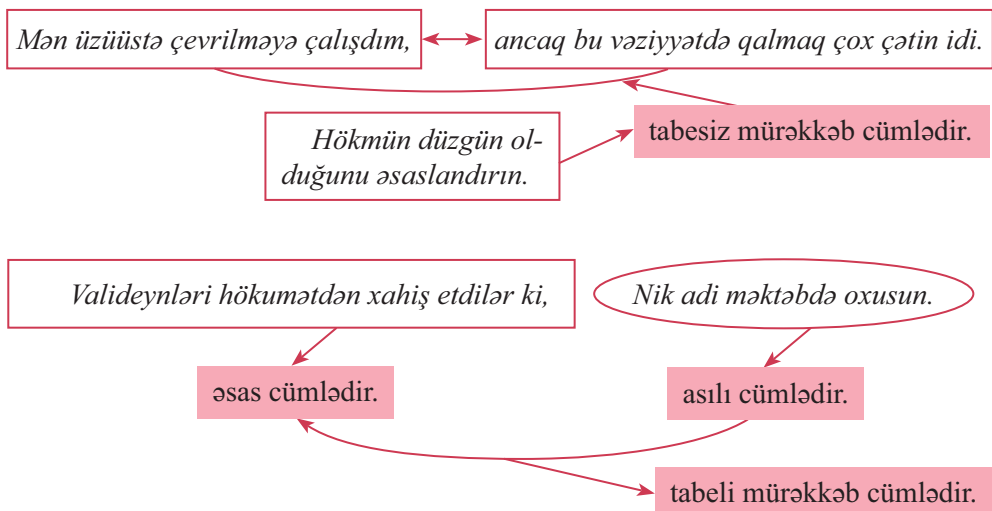 Mən üzüüstə çevrilməyə çalışdım,
ancaq bu vəziyyətdə qalmaq çox çətin idi.
Hökmün düzgün ol-
duğunu əsaslandırın.
tabesiz mürəkkəb cümlədir.
Valideynləri hökumətdən xahiş etdilər ki,
Nik adi məktəbdə oxusun.
əsas cümlədir.
asılı cümlədir.
tabeli mürəkkəb cümlədir.